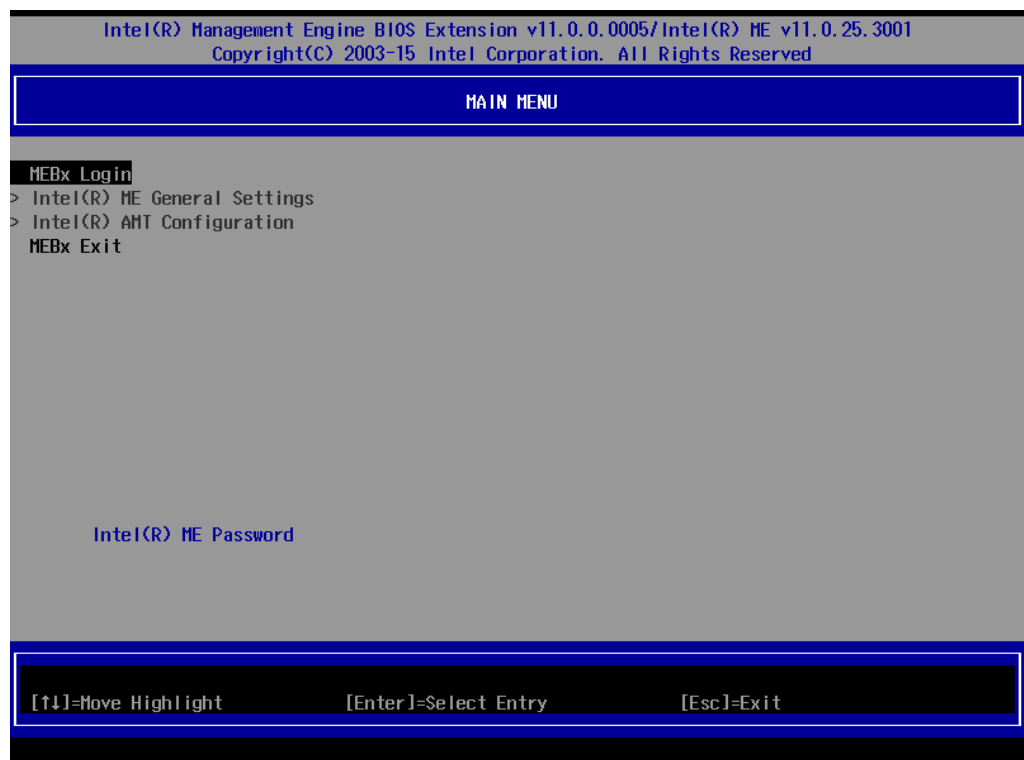 Intel(R) Management Engine BIOS Extension v11.0.0.0005/Intel(R) ME v11.0.25.3001
Copyright(C) 2003-15 Intel Corporation. All Rights Reserved
MAIN MENU
MEBx Login
> Intel(R) ME General Settings
> Intel(R) AMT Configuration
MEBx Exit
Intel(R) ME Password
[↑↓]=Move Highlight [Enter]=Select Entry [Esc]=Exit